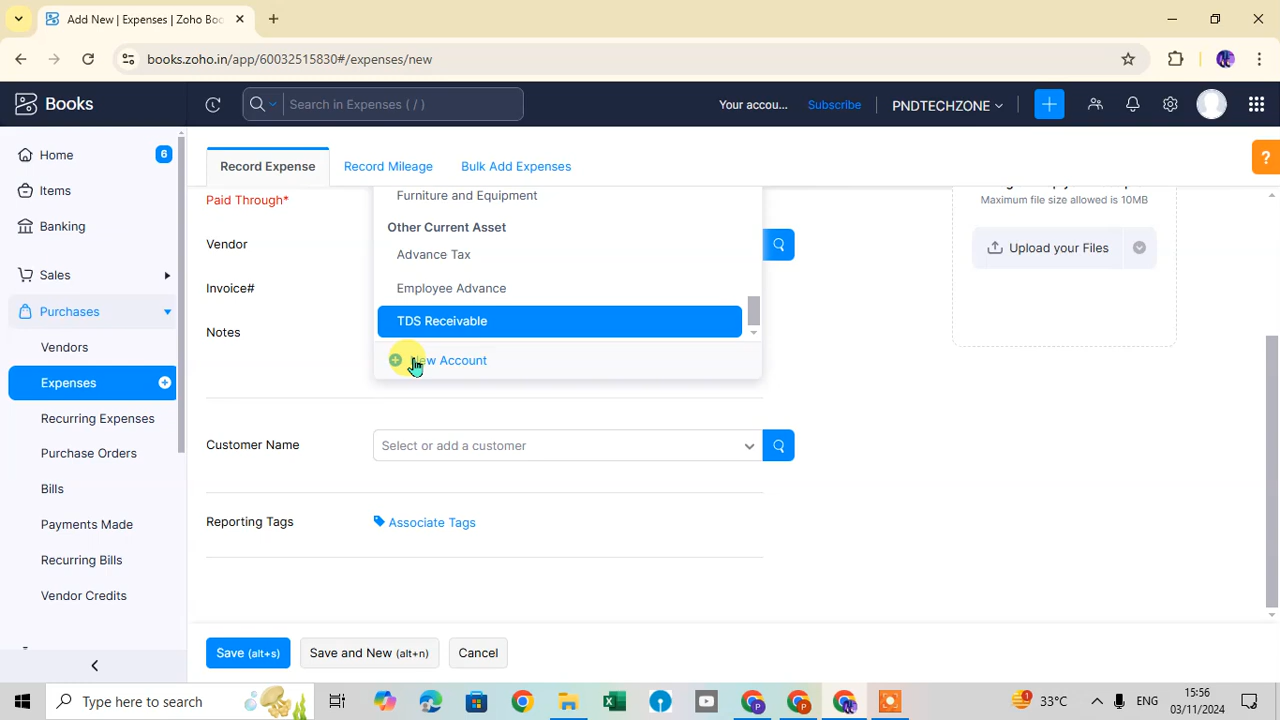 Add New | Expenses | Zoho Boo
books.zoho.in/app/60032515830#/expenses/new
Books
Search in Expenses ( / )
Your accou...
Subscribe
PNDTECHZONE
Home
6
Items
Banking
Sales
Purchases
Vendors
Expenses
Recurring Expenses
Purchase Orders
Bills
Payments Made
Recurring Bills
Vendor Credits
Record Expense
Record Mileage
Bulk Add Expenses
Paid Through*
Furniture and Equipment
Other Current Asset
Advance Tax
Employee Advance
TDS Receivable
New Account
Vendor
Invoice#
Notes
Maximum file size allowed is 10MB
Upload your Files
?
Customer Name
Select or add a customer
Reporting Tags
Associate Tags
Save (alt+s)
Save and New (alt+n)
Cancel
Type here to search
1
33°C
ENG
15:56
03/11/2024